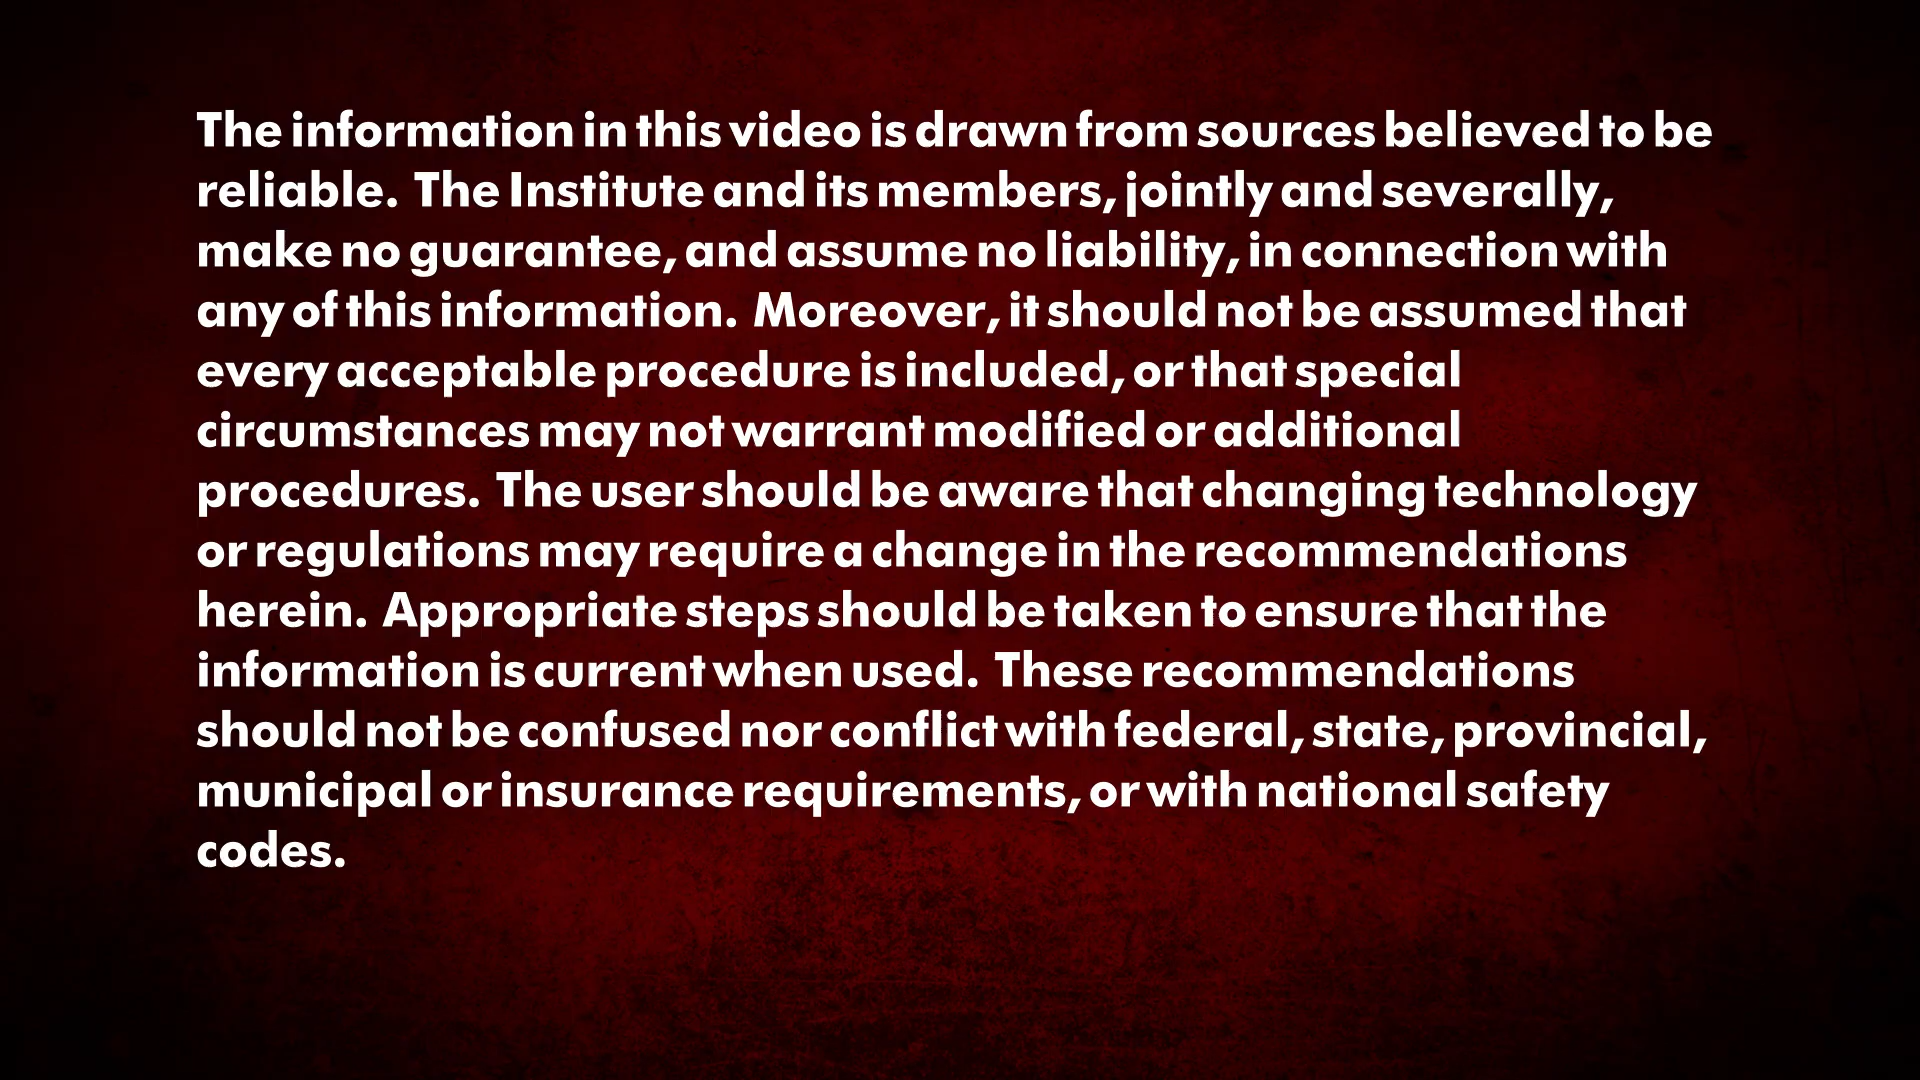 The information in this video is drawn from sources believed to be
reliable.  The Institute and its members, jointly and severally,
make no guarantee, and assume no liability, in connection with
any of this information.  Moreover, it should not be assumed that
every acceptable procedure is included, or that special
circumstances may not warrant modified or additional
procedures.  The user should be aware that changing technology
or regulations may require a change in the recommendations
herein.  Appropriate steps should be taken to ensure that the
information is current when used.  These recommendations
should not be confused nor conflict with federal, state, provincial,
municipal or insurance requirements, or with national safety
codes.